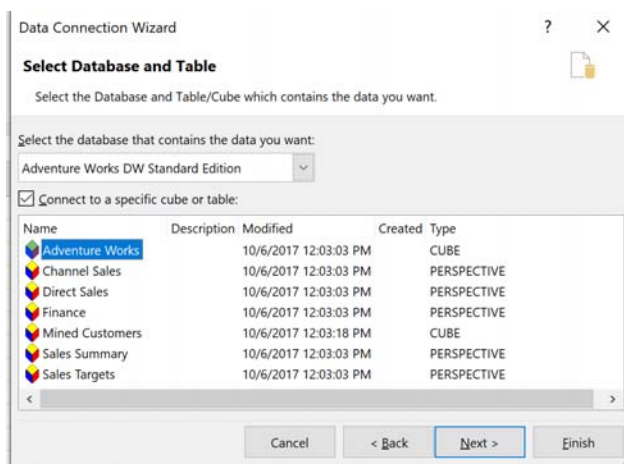 Data Connection Wizard ? ×
Select Database and Table
Select the Database and Table/Cube which contains the data you want.
Select the database that contains the data you want:
Adventure Works DW Standard Edition
Connect to a specific cube or table:
Name Description Modified Created Type
Adventure Works 10/6/2017 12:03:03 PM CUBE
Channel Sales 10/6/2017 12:03:03 PM PERSPECTIVE
Direct Sales 10/6/2017 12:03:03 PM PERSPECTIVE
Finance 10/6/2017 12:03:03 PM PERSPECTIVE
Mined Customers 10/6/2017 12:03:18 PM CUBE
Sales Summary 10/6/2017 12:03:03 PM PERSPECTIVE
Sales Targets 10/6/2017 12:03:03 PM PERSPECTIVE
Cancel < Back Next > Finish